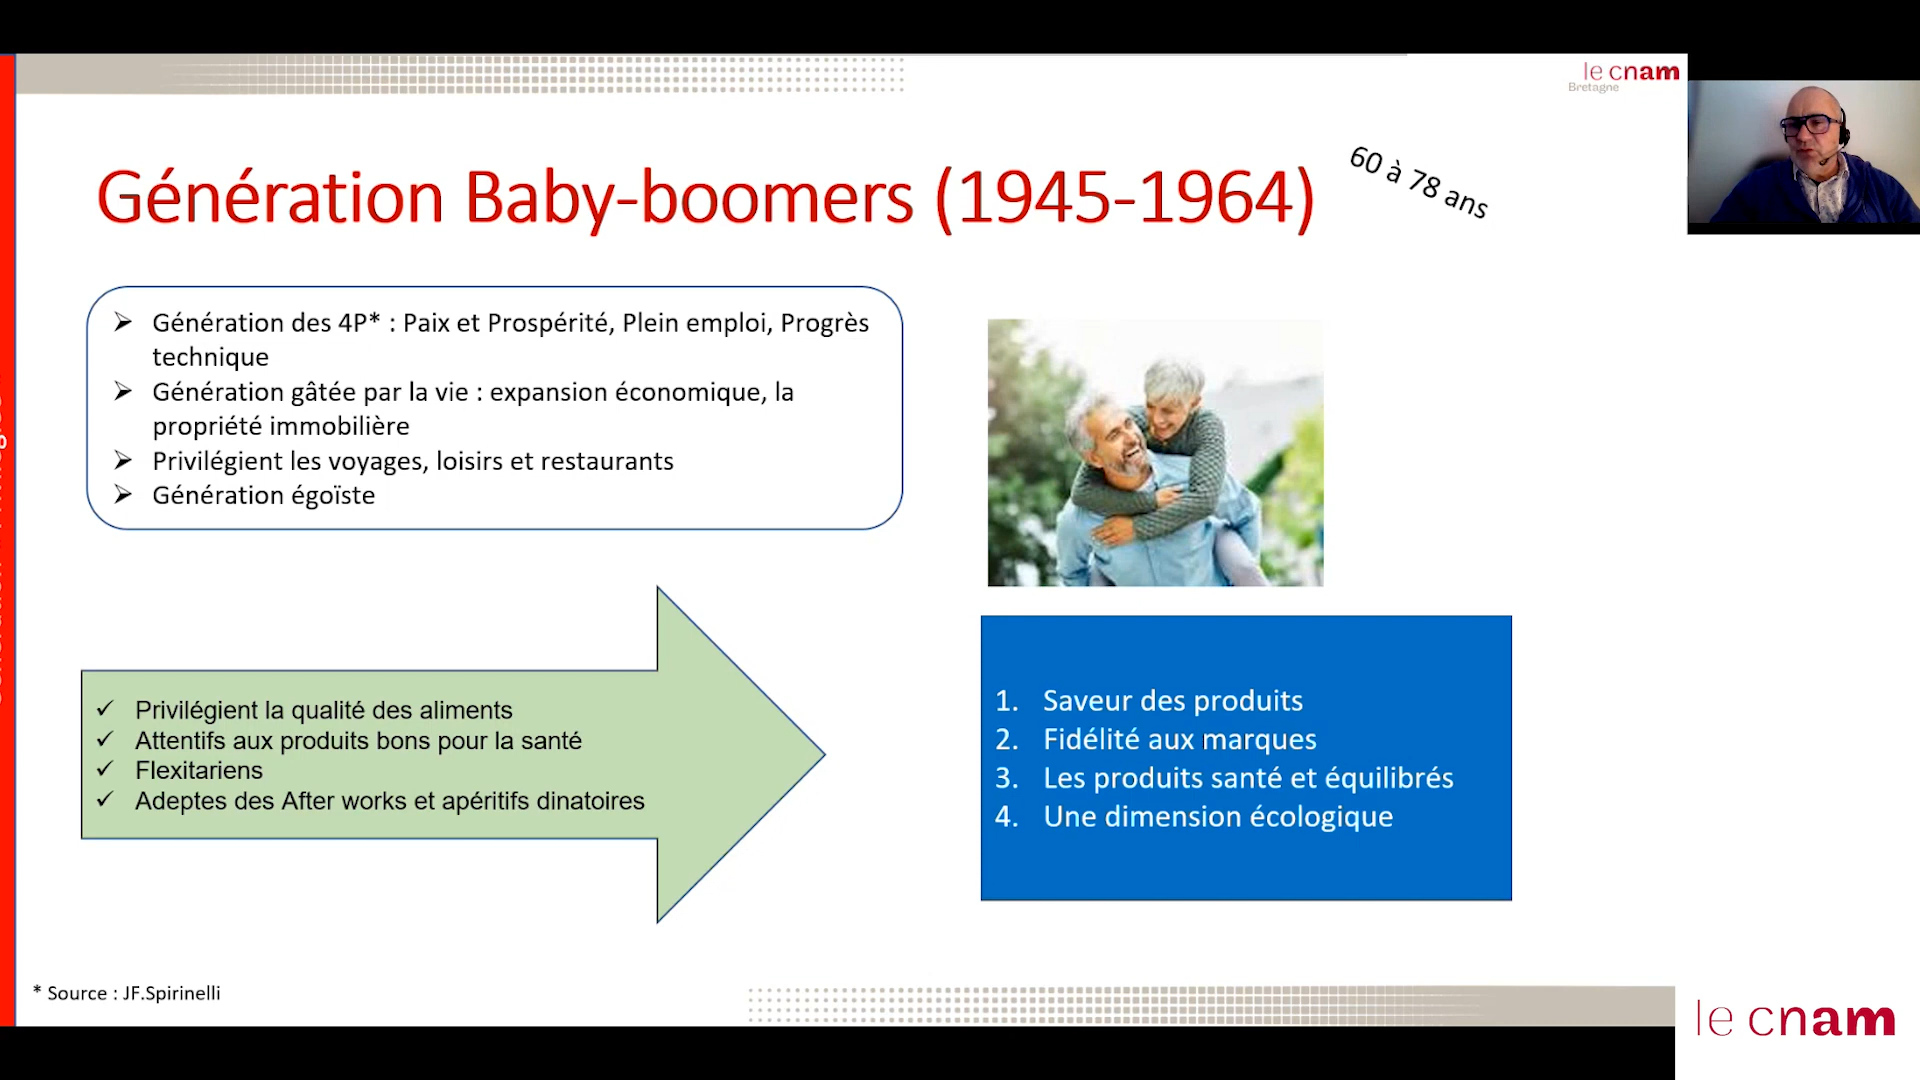 le cnam
Bretagne
Génération Baby-boomers (1945-1964)
60 à 78 ans
➢ Génération des 4P* : Paix et Prospérité, Plein emploi, Progrès
technique
➢ Génération gâtée par la vie : expansion économique, la
propriété immobilière
➢ Privilégient les voyages, loisirs et restaurants
➢ Génération égoïste
✓ Privilégient la qualité des aliments
✓ Attentifs aux produits bons pour la santé
✓ Flexitariens
✓ Adeptes des After works et apéritifs dinatoires
1. Saveur des produits
2. Fidélité aux marques
3. Les produits santé et équilibrés
4. Une dimension écologique
* Source : JF.Spirinelli
le cnam